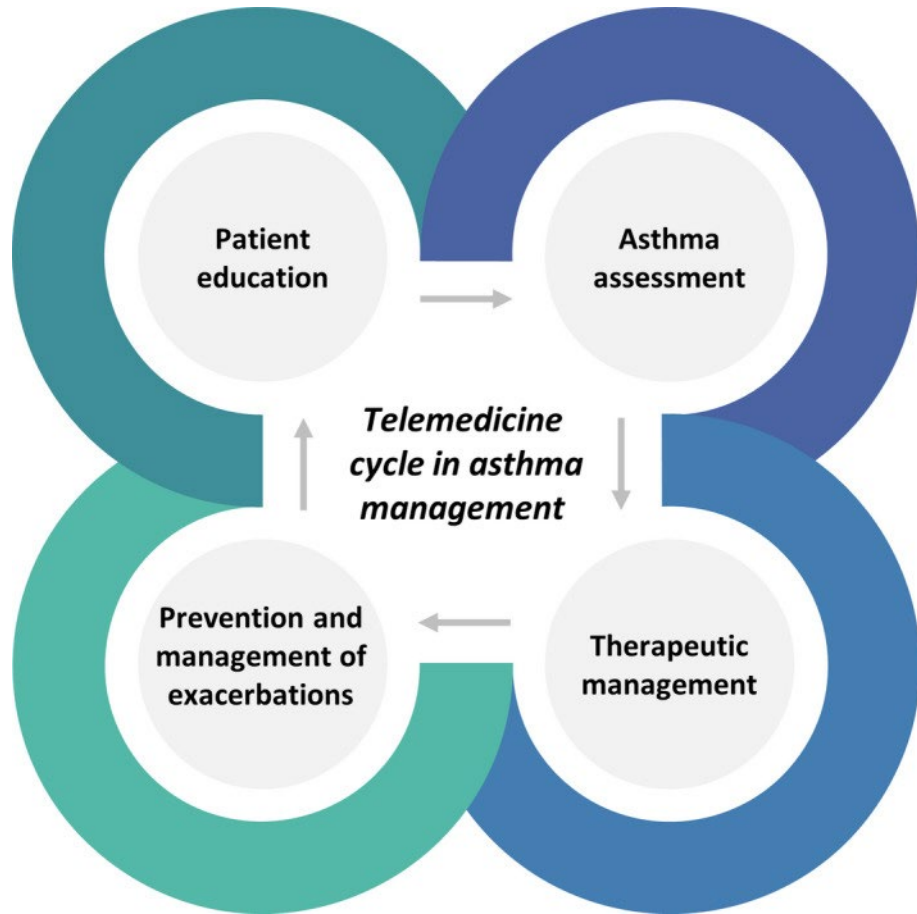 Patient
education
Asthma
assessment
Telemedicine
cycle in asthma
management
Prevention and
management of
exacerbations
Therapeutic
management